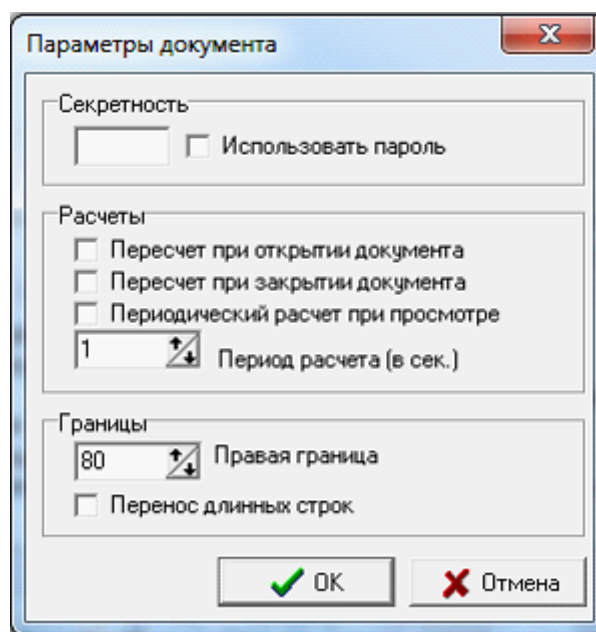 Параметры документа
Секретность
Использовать пароль
Расчеты
Пересчет при открытии документа
Пересчет при закрытии документа
Периодический расчет при просмотре
1 Период расчета (в сек.)
Границы
80 Правая граница
Перенос длинных строк
OK Отмена